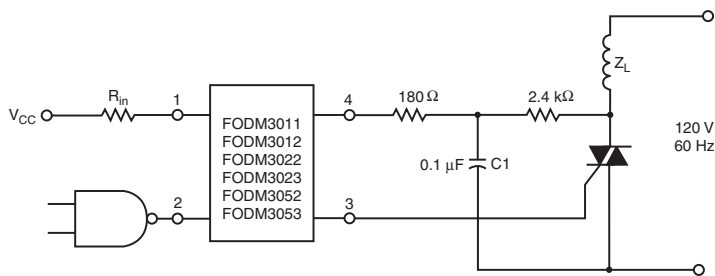 V_CC
R_in
1
2
FODM3011
FODM3012
FODM3022
FODM3023
FODM3052
FODM3053
4
3
180 Ω
2.4 kΩ
0.1 μF C1
Z_L
120 V
60 Hz